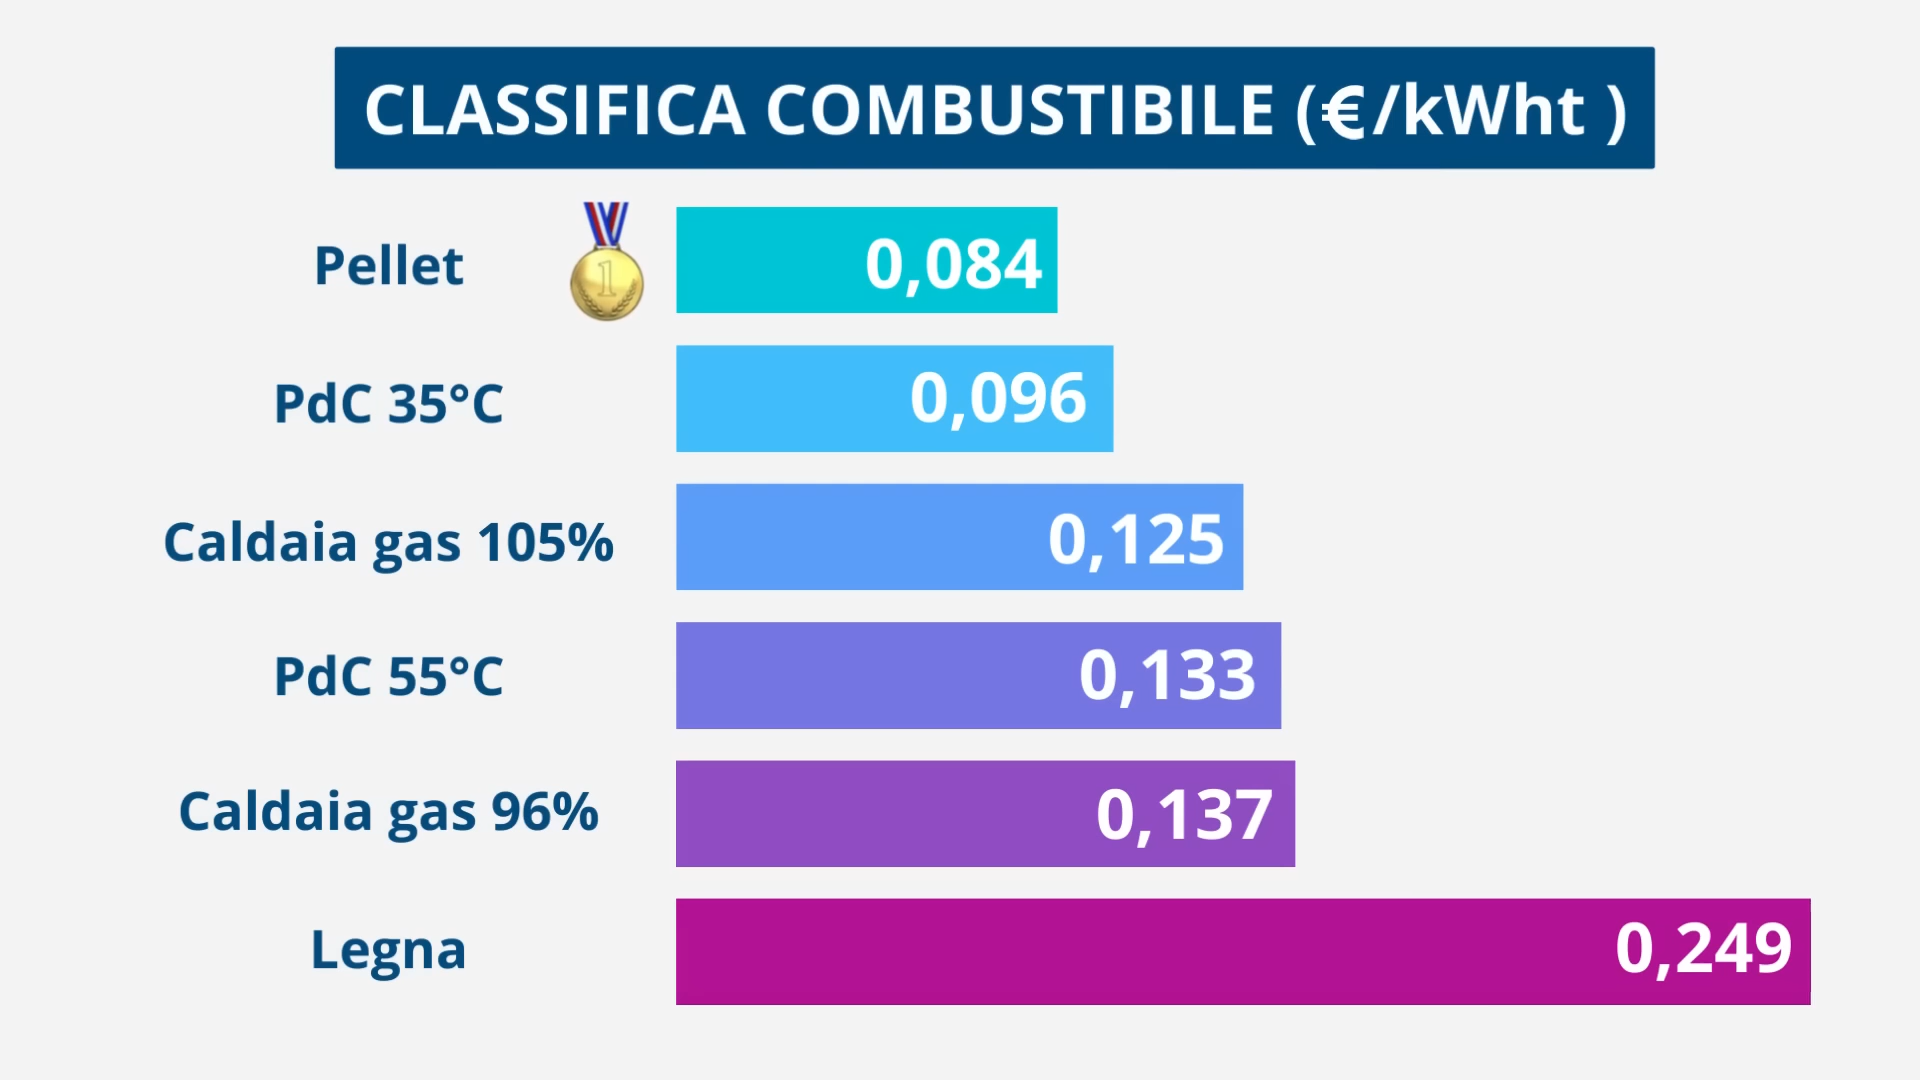 CLASSIFICA COMBUSTIBILE (€/kWht )
Pellet 1 0,084
PdC 35°C 0,096
Caldaia gas 105% 0,125
PdC 55°C 0,133
Caldaia gas 96% 0,137
Legna 0,249